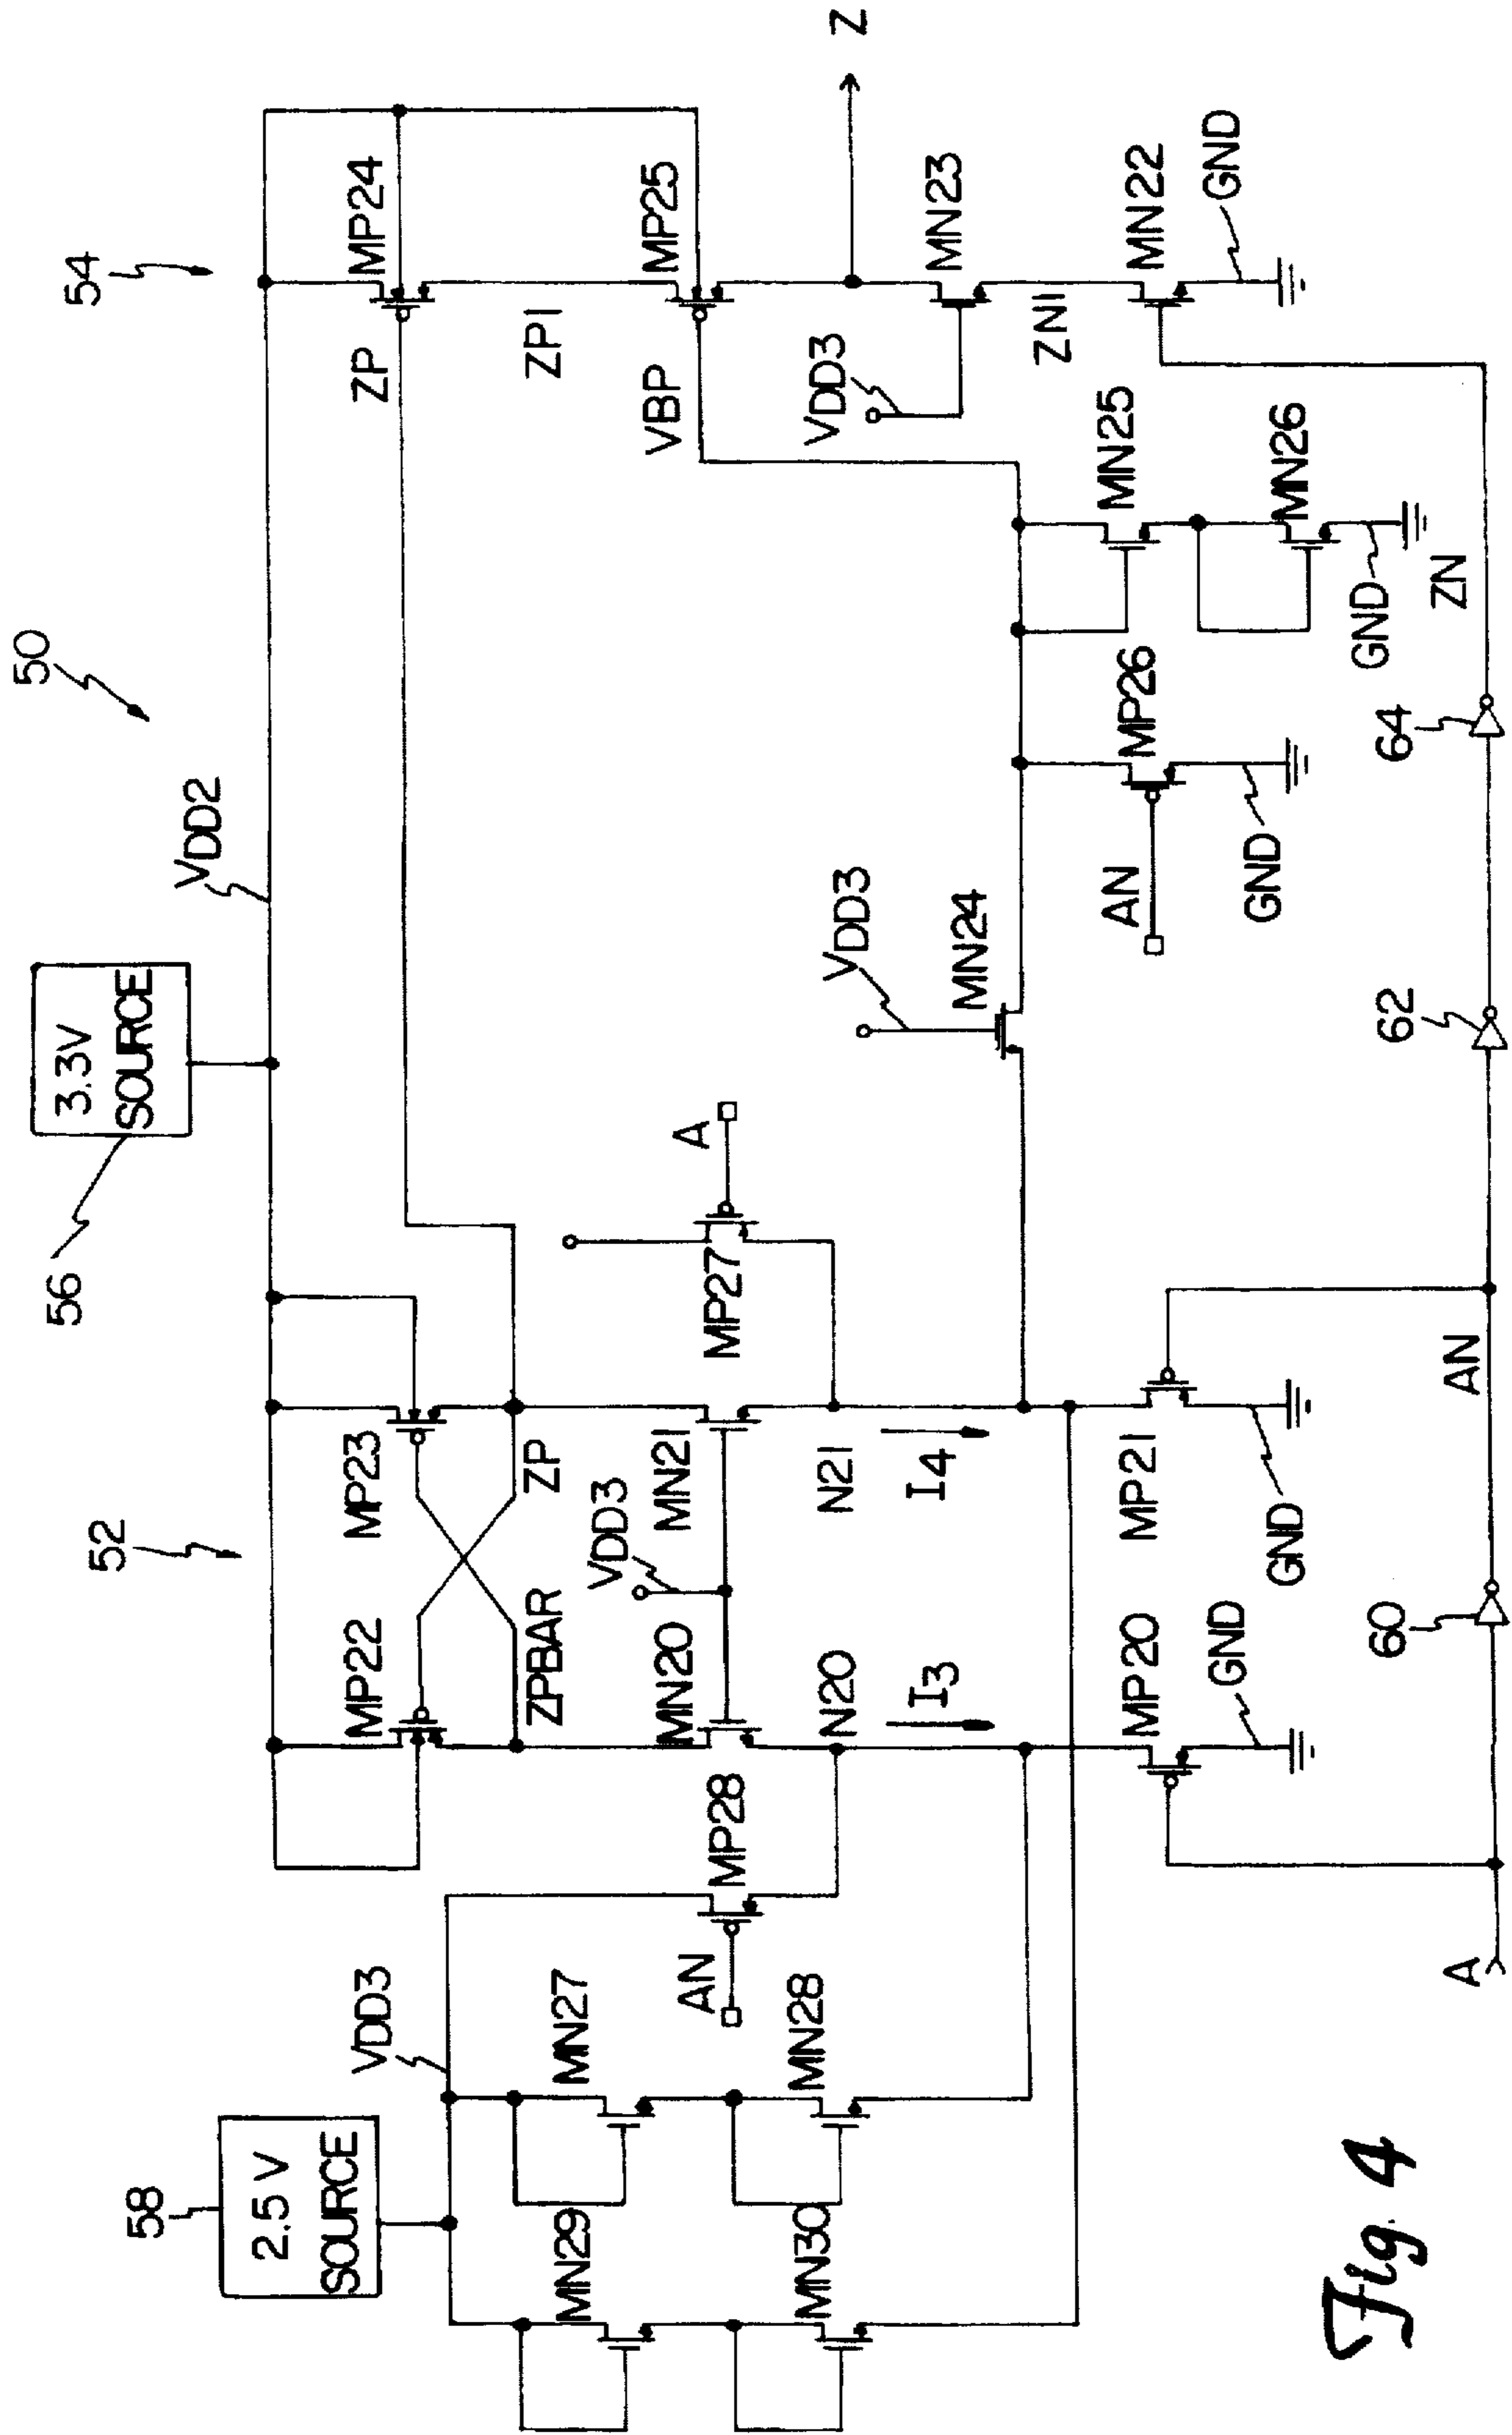 50
52
54
56
3.3V
SOURCE
VDD2
58
2.5 V
SOURCE
VDD3
MP22
MP23
MP24
ZP
ZPBAR
ZP
ZP1
MP25
VBP
MN29
MN27
MN30
MN28
AN
MP28
MN20
VDD3
MN21
MP27
A
N20
N21
I3
I4
VDD3
MN24
VDD3
MN23
Z
ZN1
MN22
GND
MN25
MN26
GND
MP26
AN
GND
MP20
GND
MP21
GND
A
60
AN
62
64
ZN
Fig. 4